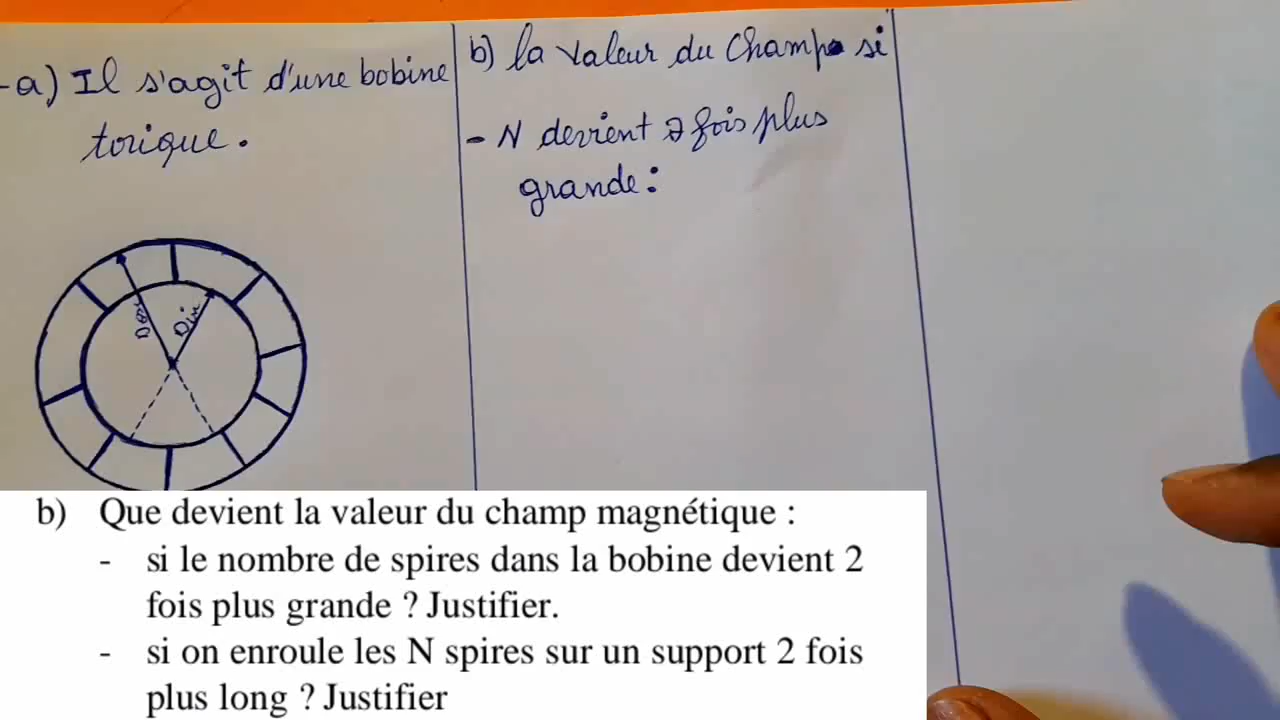 -a) Il s'agit d'une bobine
torique.
b) la valeur du champ si
- N devient 2 fois plus
grande :
Dex
Din
b) Que devient la valeur du champ magnétique :
- si le nombre de spires dans la bobine devient 2
fois plus grande ? Justifier.
- si on enroule les N spires sur un support 2 fois
plus long ? Justifier